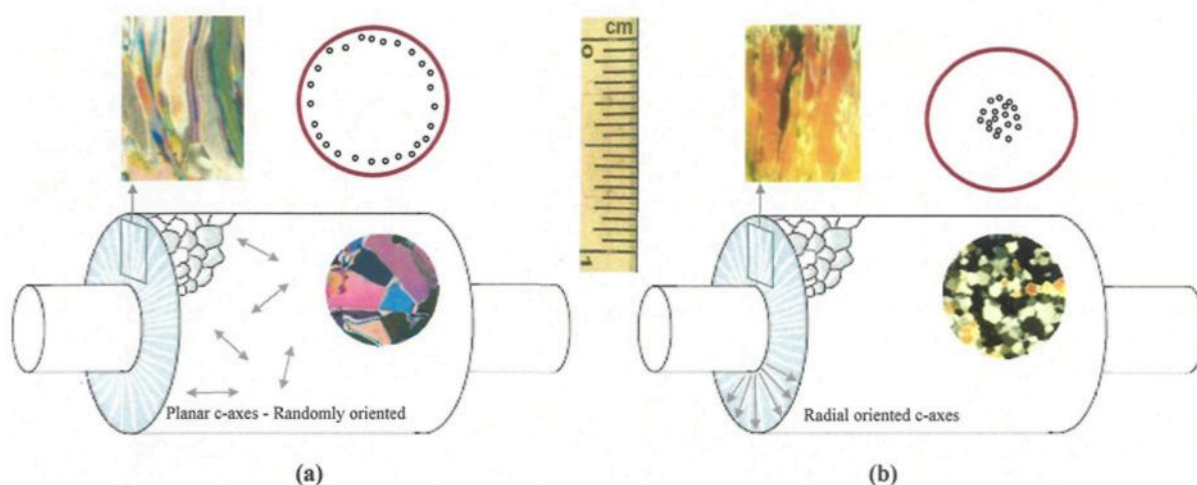 cm
0
1
Planar c-axes - Randomly oriented
Radial oriented c-axes
(a)
(b)